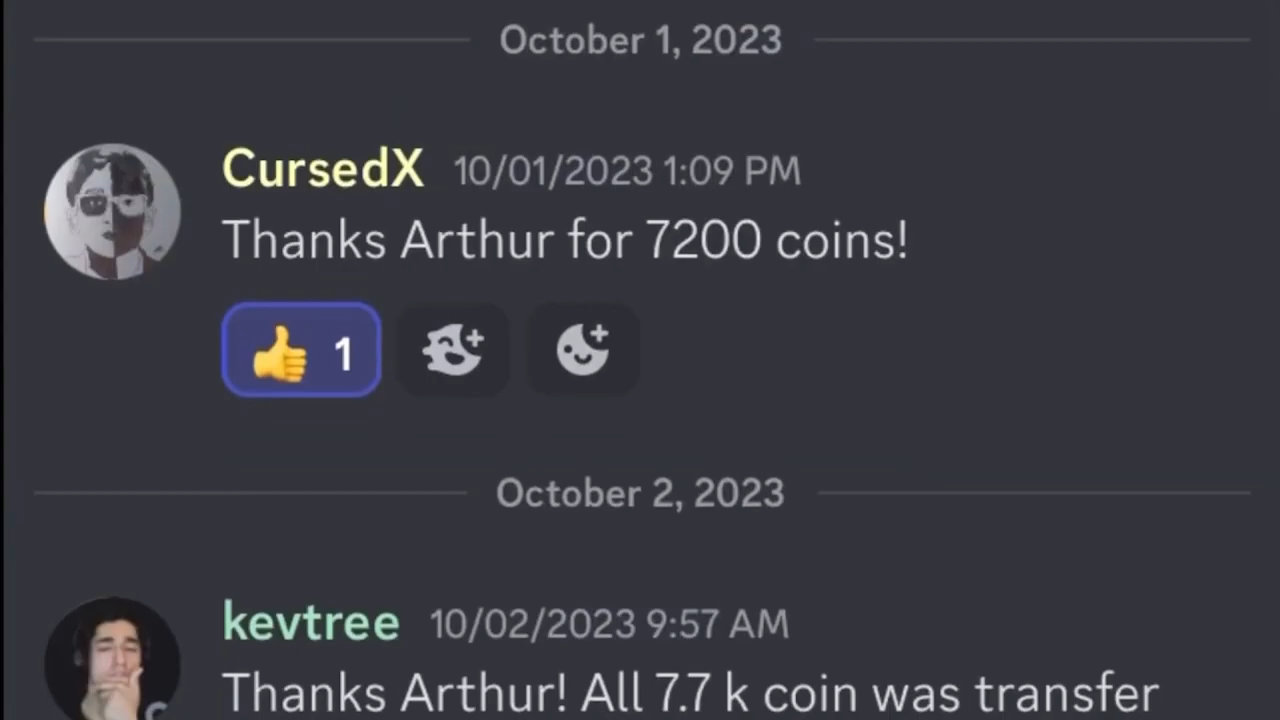 October 1, 2023
CursedX 10/01/2023 1:09 PM
Thanks Arthur for 7200 coins!
👍 1
October 2, 2023
kevtree 10/02/2023 9:57 AM
Thanks Arthur! All 7.7 k coin was transfer